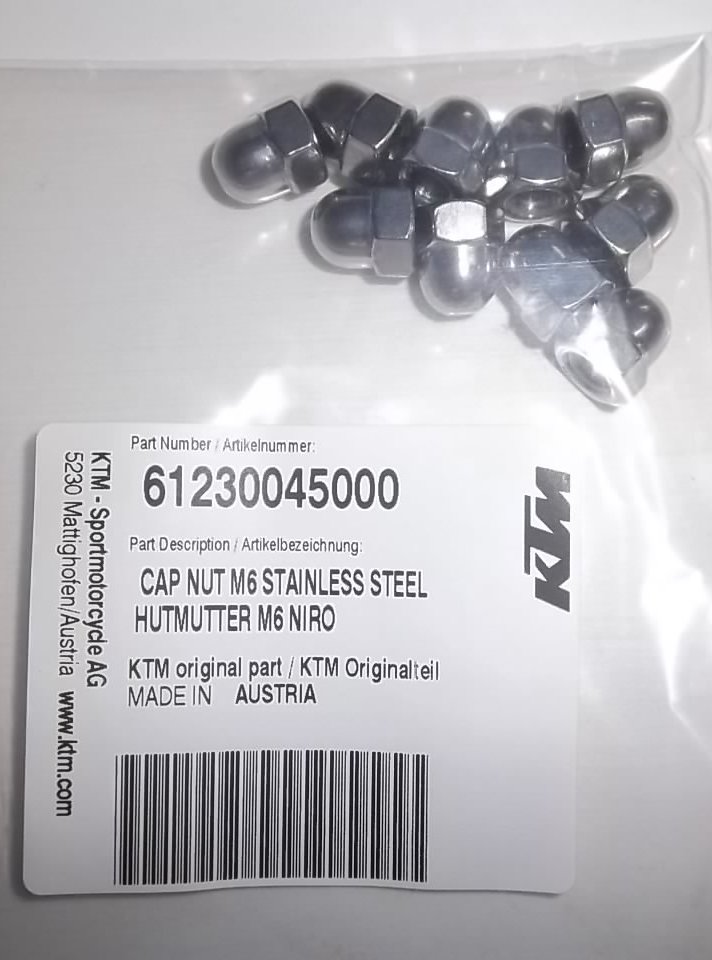 Part Number / Artikelnummer:
61230045000
Part Description / Artikelbezeichnung:
CAP NUT M6 STAINLESS STEEL
HUTMUTTER M6 NIRO
KTM original part / KTM Originalteil
MADE IN AUSTRIA
KTM
KTM - Sportmotorcycle AG
5230 Mattighofen/Austria www.ktm.com